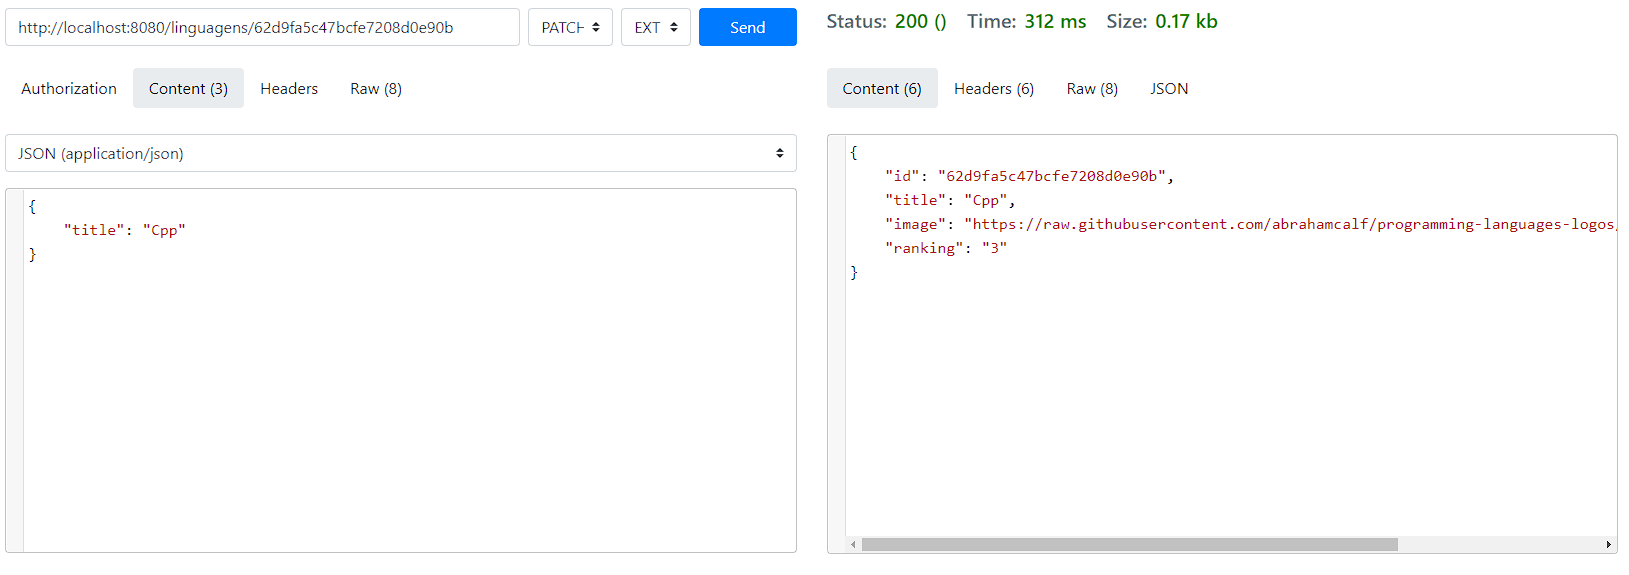 http://localhost:8080/linguagens/62d9fa5c47bcfe7208d0e90b PATCH EXT Send
Authorization Content (3) Headers Raw (8)
JSON (application/json)
{
"title": "Cpp"
}
Status: 200 () Time: 312 ms Size: 0.17 kb
Content (6) Headers (6) Raw (8) JSON
{
"id": "62d9fa5c47bcfe7208d0e90b",
"title": "Cpp",
"image": "https://raw.githubusercontent.com/abrahamcalf/programming-languages-logos/
"ranking": "3"
}